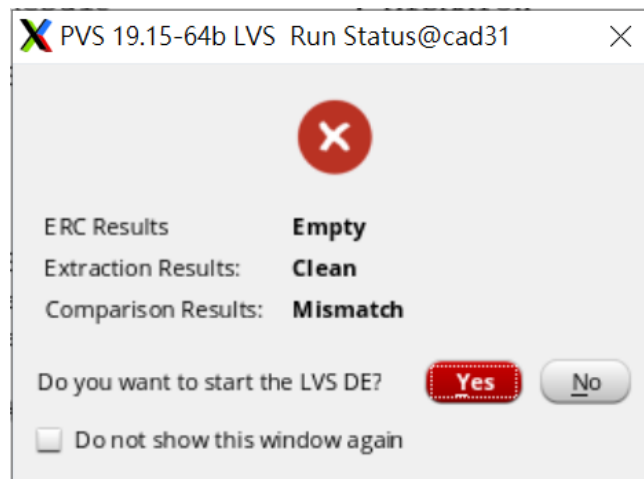 PVS 19.15-64b LVS Run Status@cad31
ERC Results Empty
Extraction Results: Clean
Comparison Results: Mismatch
Do you want to start the LVS DE? Yes No
Do not show this window again